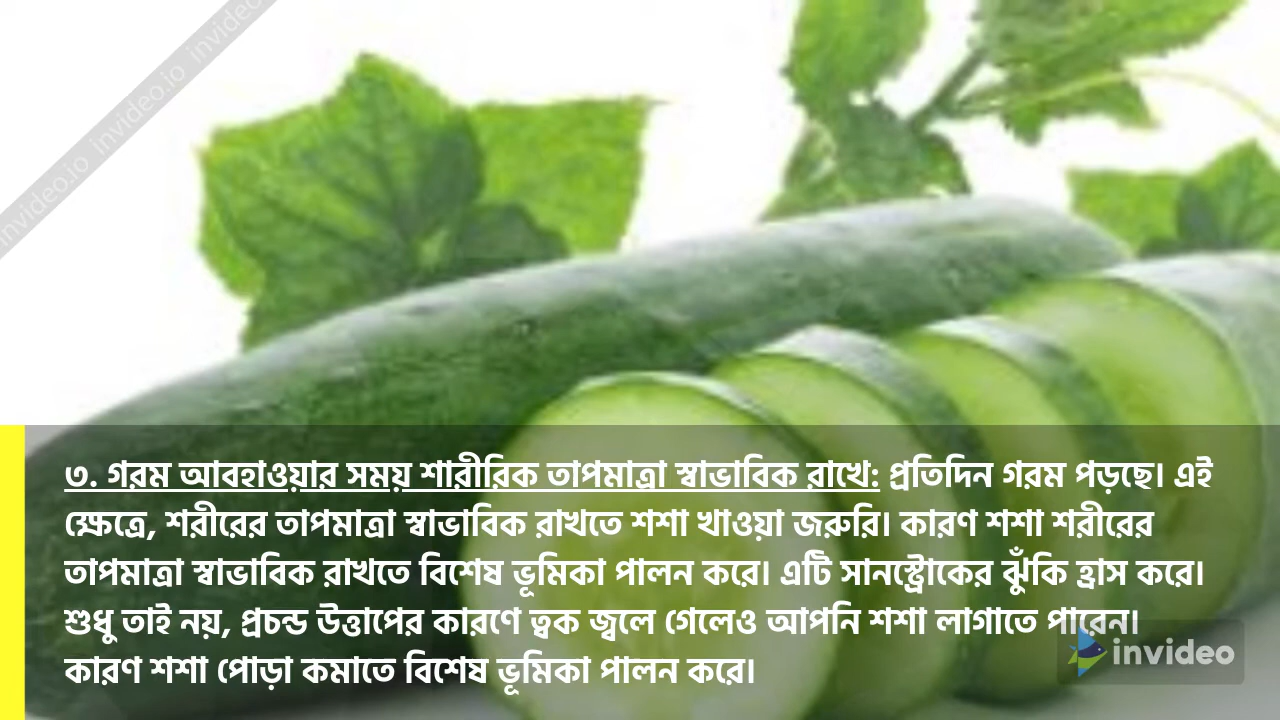 invideo.io invideo.io invideo
৩. গরম আবহাওয়ার সময় শারীরিক তাপমাত্রা স্বাভাবিক রাখে: প্রতিদিন গরম পড়ছে। এই
ক্ষেত্রে, শরীরের তাপমাত্রা স্বাভাবিক রাখতে শশা খাওয়া জরুরি। কারণ শশা শরীরের
তাপমাত্রা স্বাভাবিক রাখতে বিশেষ ভূমিকা পালন করে। এটি সানস্ট্রোকের ঝুঁকি হ্রাস করে।
শুধু তাই নয়, প্রচন্ড উত্তাপের কারণে ত্বক জ্বলে গেলেও আপনি শশা লাগাতে পারেন।
কারণ শশা পোড়া কমাতে বিশেষ ভূমিকা পালন করে।
invideo